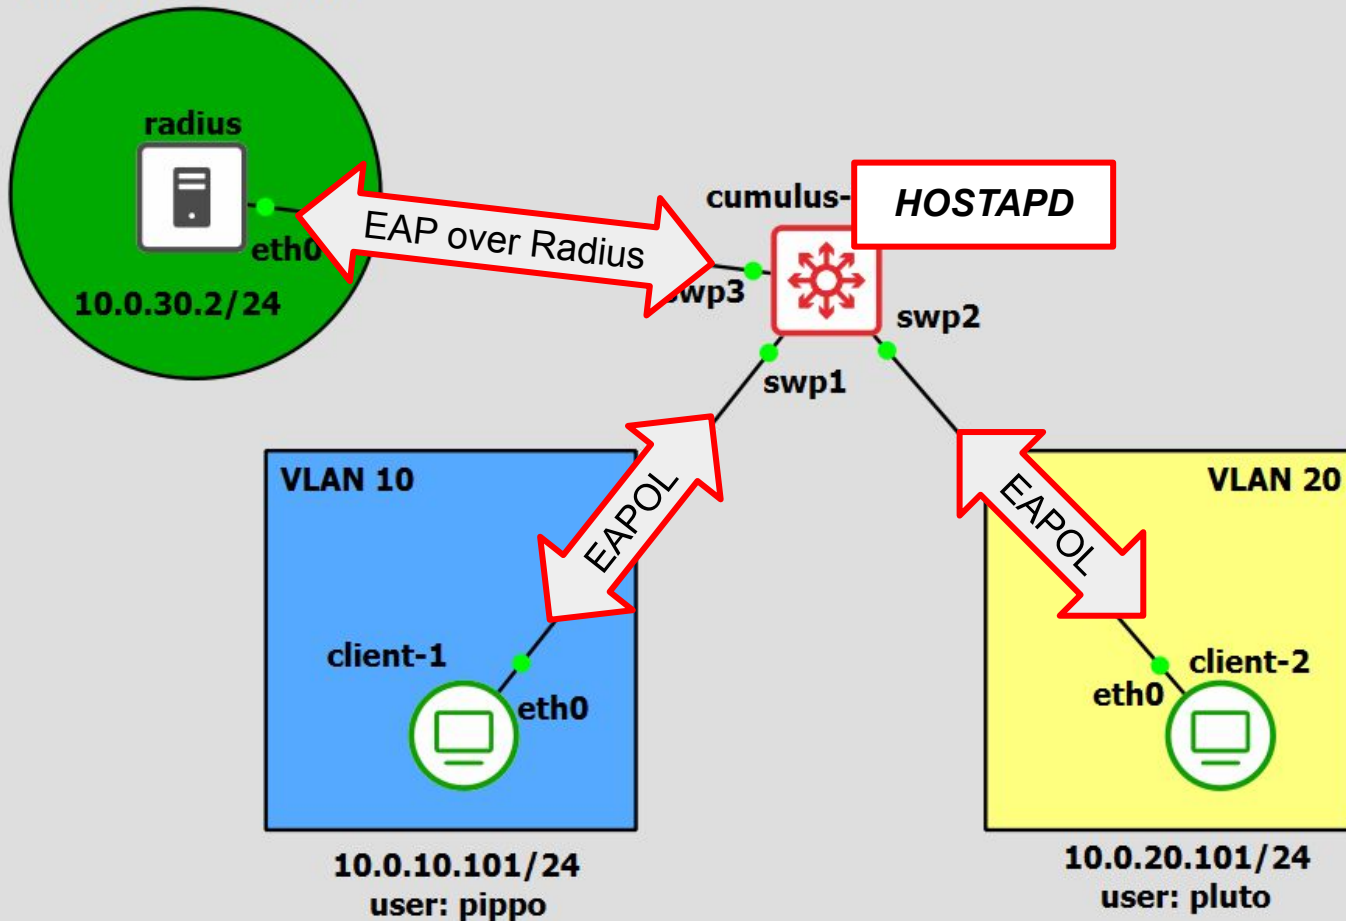 radius
eth0
10.0.30.2/24
EAP over Radius
cumulus-
HOSTAPD
swp3
swp2
swp1
VLAN 10
EAPOL
client-1
eth0
10.0.10.101/24
user: pippo
VLAN 20
EAPOL
client-2
eth0
10.0.20.101/24
user: pluto